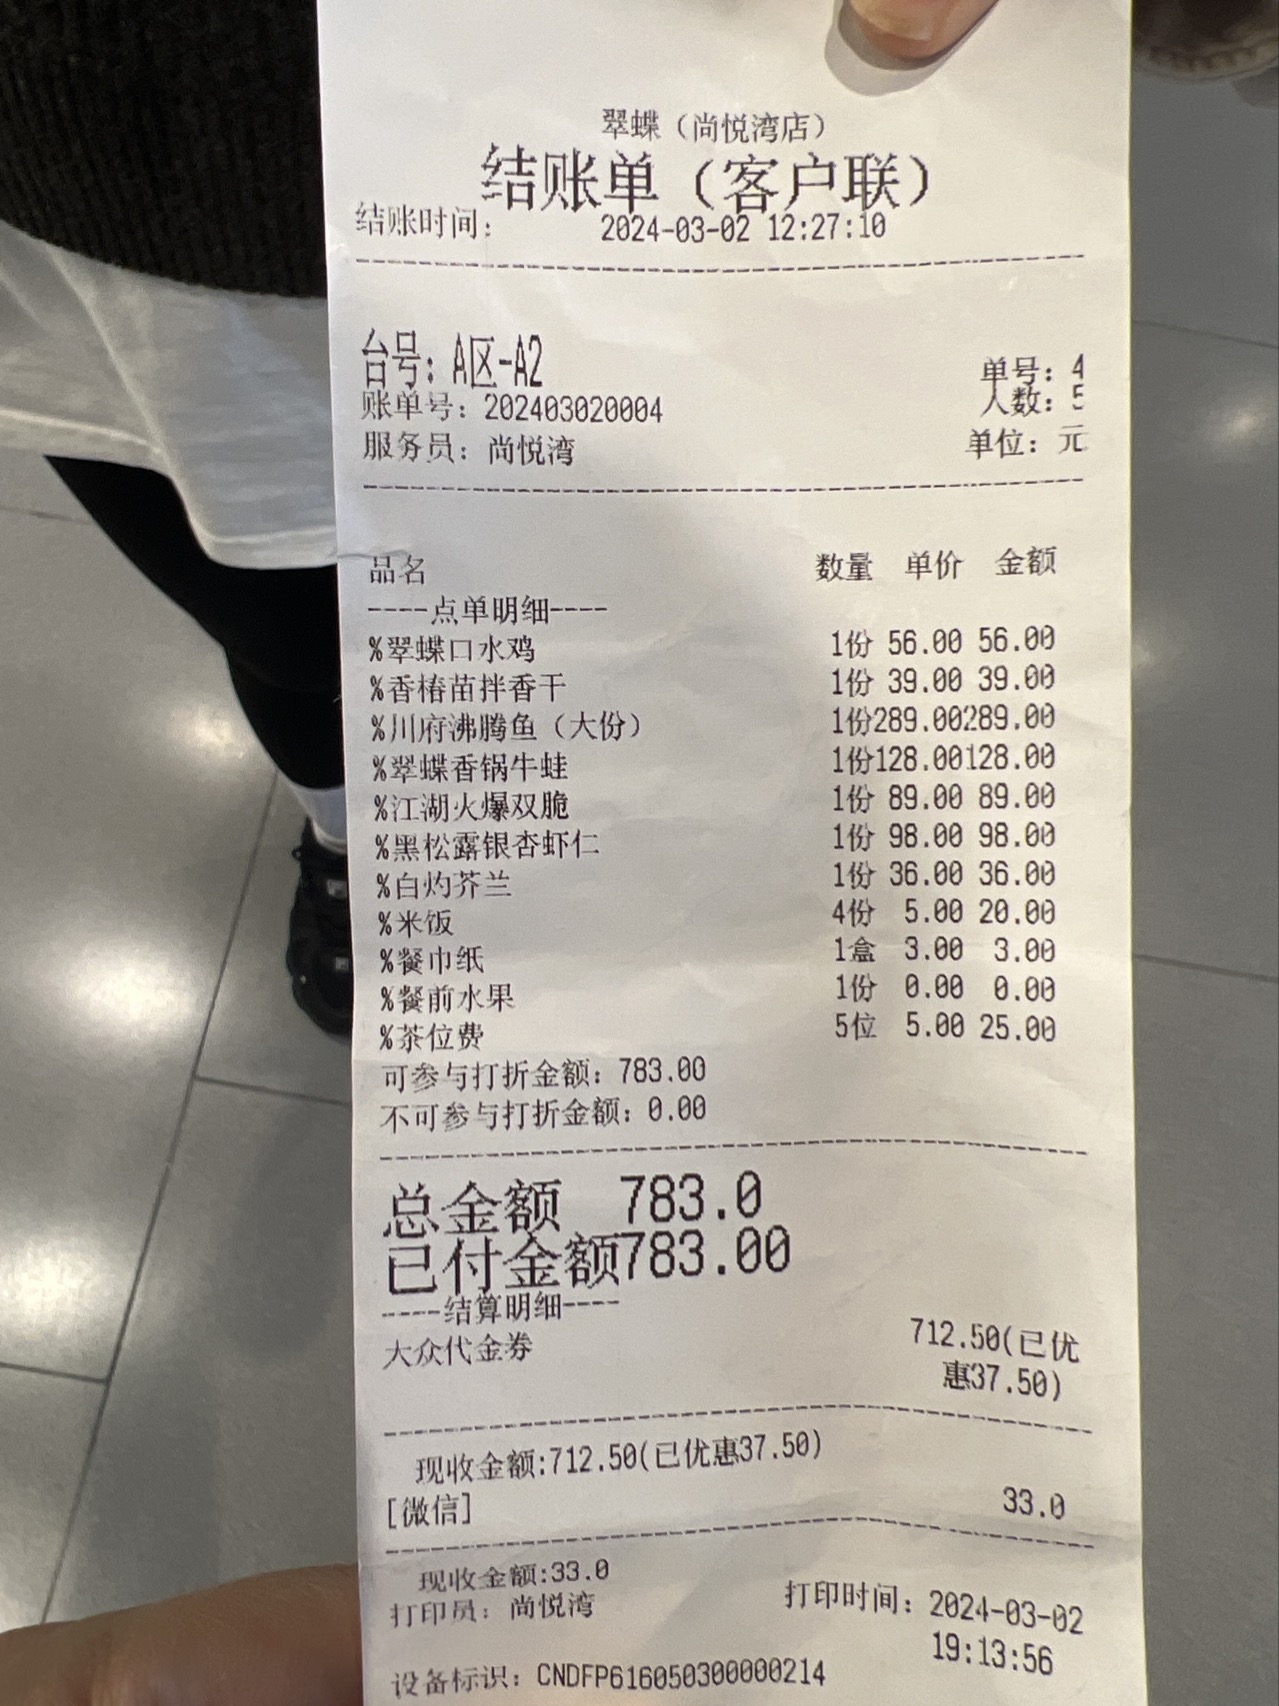 翠蝶（尚悦湾店）
结账单（客户联）
结账时间： 2024-03-02 12:27:10
台号：A区-A2
单号：4
账单号：202403020004 人数：5
服务员：尚悦湾 单位：元
品名 数量 单价 金额
----点单明细----
%翠蝶口水鸡 1份 56.00 56.00
%香椿苗拌香干 1份 39.00 39.00
%川府沸腾鱼（大份） 1份289.00289.00
%翠蝶香锅牛蛙 1份128.00128.00
%江湖火爆双脆 1份 89.00 89.00
%黑松露银杏虾仁 1份 98.00 98.00
%白灼芥兰 1份 36.00 36.00
%米饭 4份 5.00 20.00
%餐巾纸 1盒 3.00 3.00
%餐前水果 1份 0.00 0.00
%茶位费 5位 5.00 25.00
可参与打折金额：783.00
不可参与打折金额：0.00
总金额 783.0
已付金额783.00
----结算明细----
大众代金券 712.50(已优
惠37.50)
现收金额:712.50(已优惠37.50)
[微信] 33.0
现收金额:33.0
打印员：尚悦湾 打印时间：2024-03-02
19:13:56
设备标识：CNDFP616050300000214